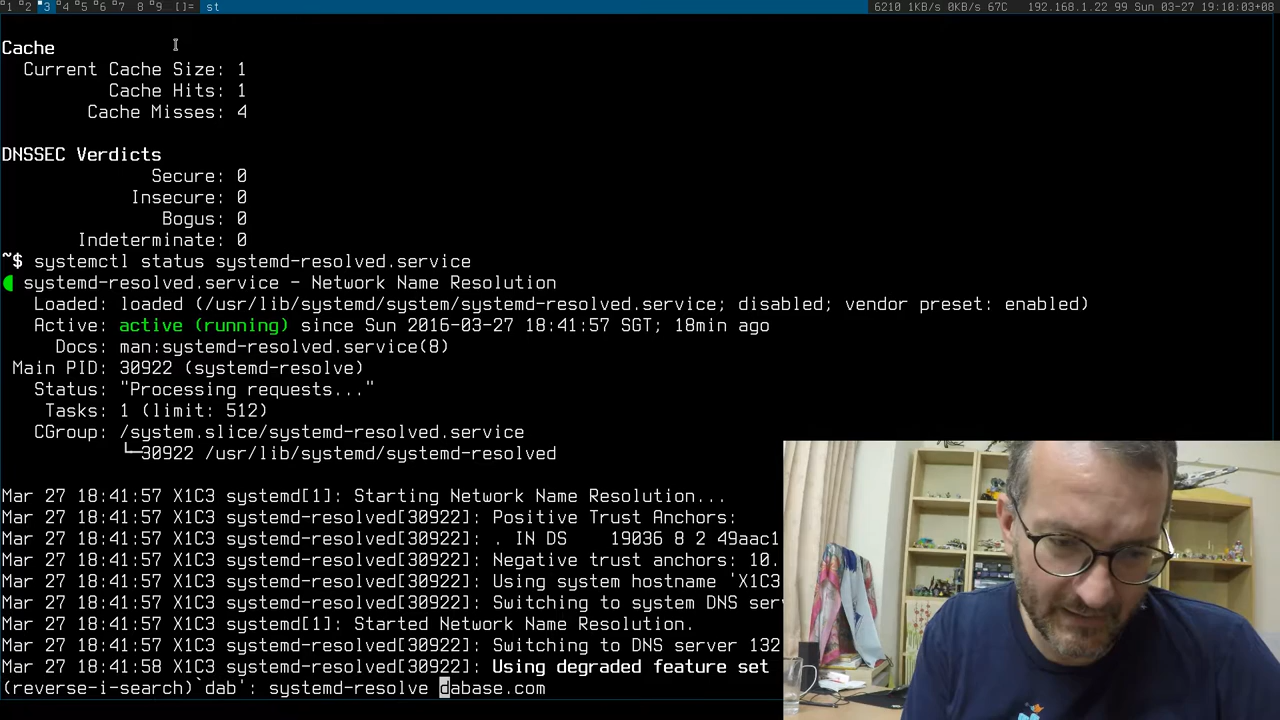 1 2 3 4 5 6 7 8 9 []= st 6210 1KB/s 0KB/s 67C 192.168.1.22 99 Sun 03-27 19:10:03+08
Cache
Current Cache Size: 1
Cache Hits: 1
Cache Misses: 4
DNSSEC Verdicts
Secure: 0
Insecure: 0
Bogus: 0
Indeterminate: 0
~$ systemctl status systemd-resolved.service
systemd-resolved.service - Network Name Resolution
Loaded: loaded (/usr/lib/systemd/system/systemd-resolved.service; disabled; vendor preset: enabled)
Active: active (running) since Sun 2016-03-27 18:41:57 SGT; 18min ago
Docs: man:systemd-resolved.service(8)
Main PID: 30922 (systemd-resolve)
Status: "Processing requests..."
Tasks: 1 (limit: 512)
CGroup: /system.slice/systemd-resolved.service
└─30922 /usr/lib/systemd/systemd-resolved
Mar 27 18:41:57 X1C3 systemd[1]: Starting Network Name Resolution...
Mar 27 18:41:57 X1C3 systemd-resolved[30922]: Positive Trust Anchors:
Mar 27 18:41:57 X1C3 systemd-resolved[30922]: . IN DS 19036 8 2 49aac1
Mar 27 18:41:57 X1C3 systemd-resolved[30922]: Negative trust anchors: 10.
Mar 27 18:41:57 X1C3 systemd-resolved[30922]: Using system hostname 'X1C3
Mar 27 18:41:57 X1C3 systemd-resolved[30922]: Switching to system DNS ser
Mar 27 18:41:57 X1C3 systemd[1]: Started Network Name Resolution.
Mar 27 18:41:57 X1C3 systemd-resolved[30922]: Switching to DNS server 132
Mar 27 18:41:58 X1C3 systemd-resolved[30922]: Using degraded feature set
(reverse-i-search)`dab': systemd-resolve dabase.com